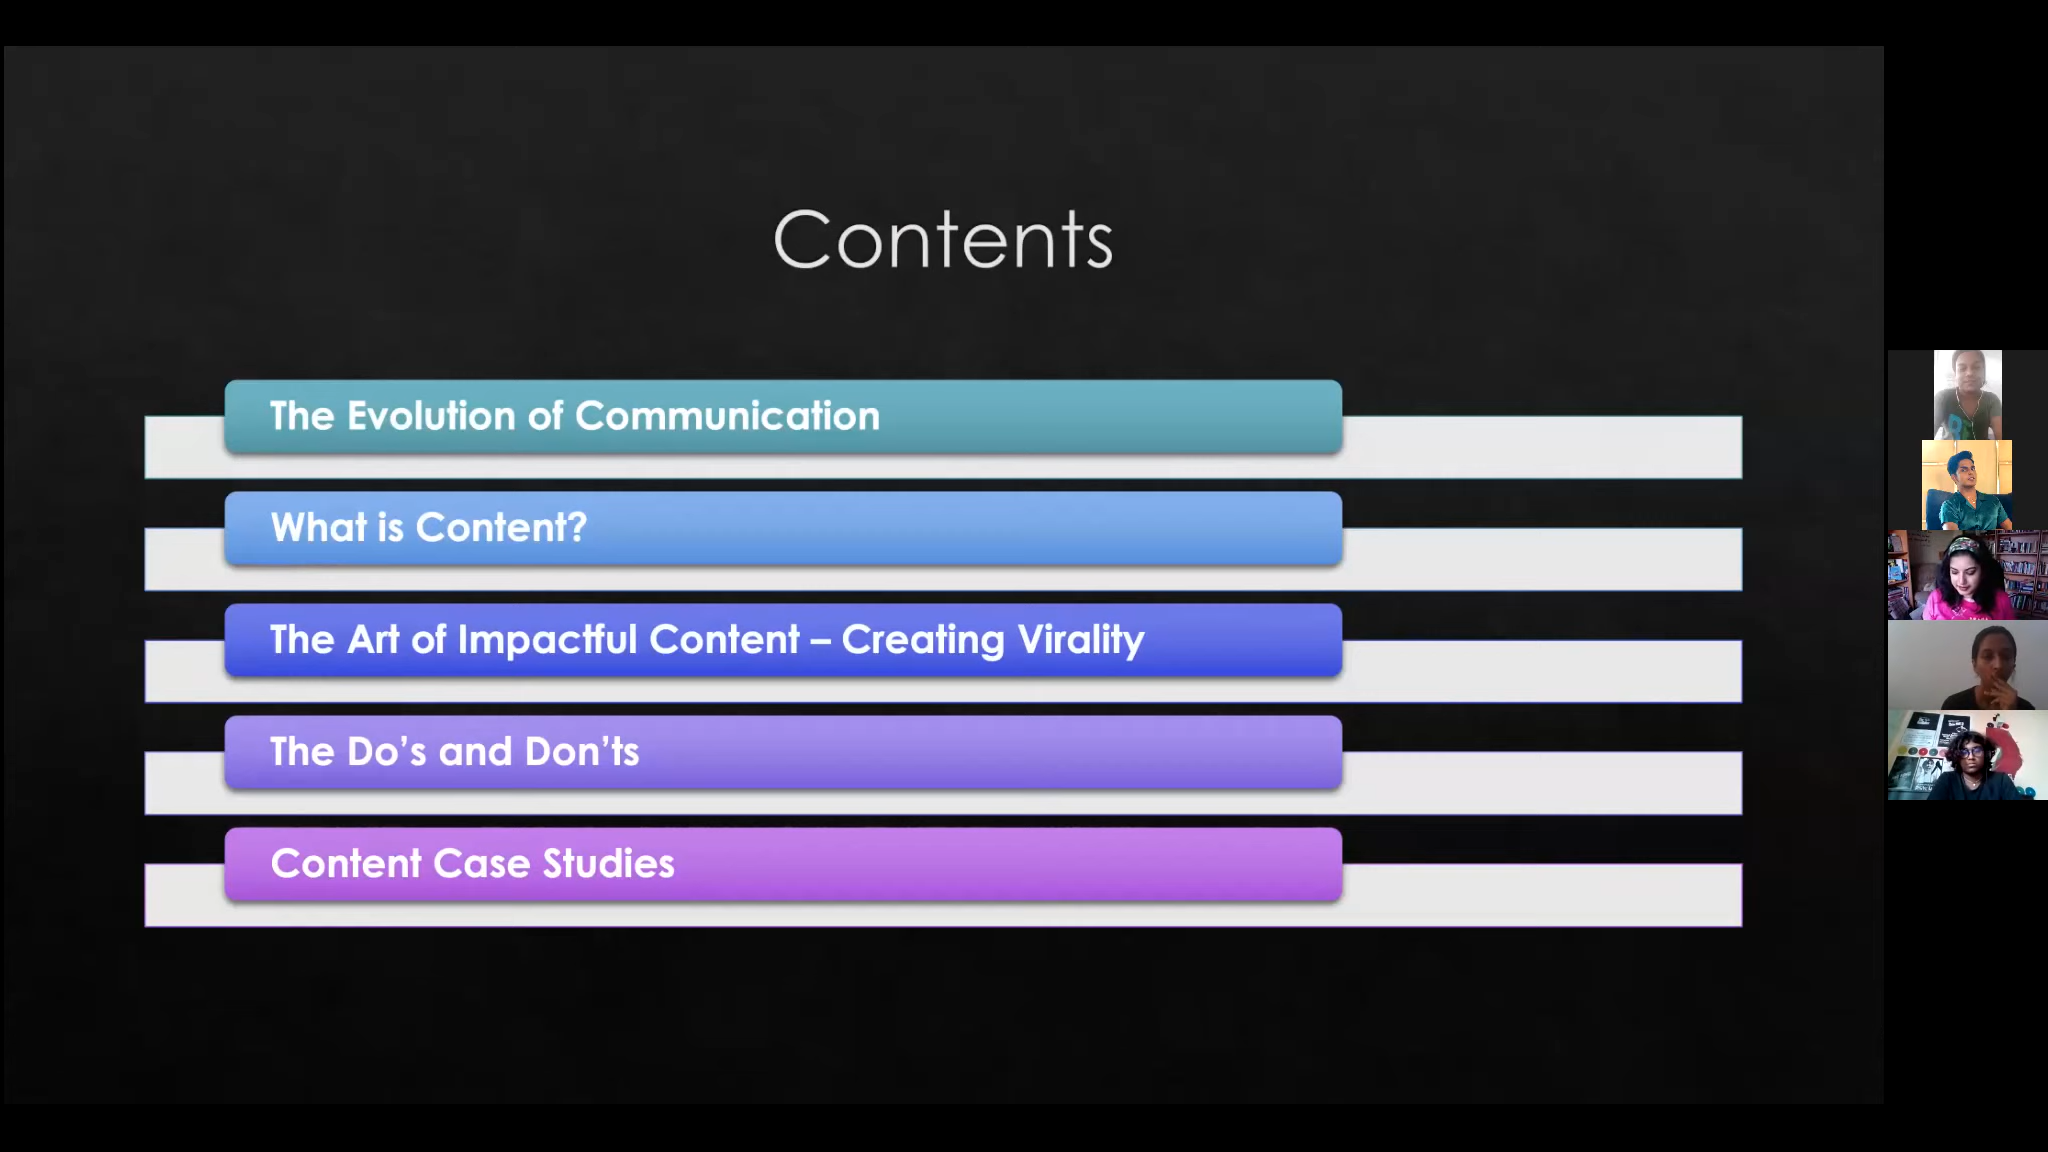 Contents
The Evolution of Communication
What is Content?
The Art of Impactful Content – Creating Virality
The Do’s and Don’ts
Content Case Studies